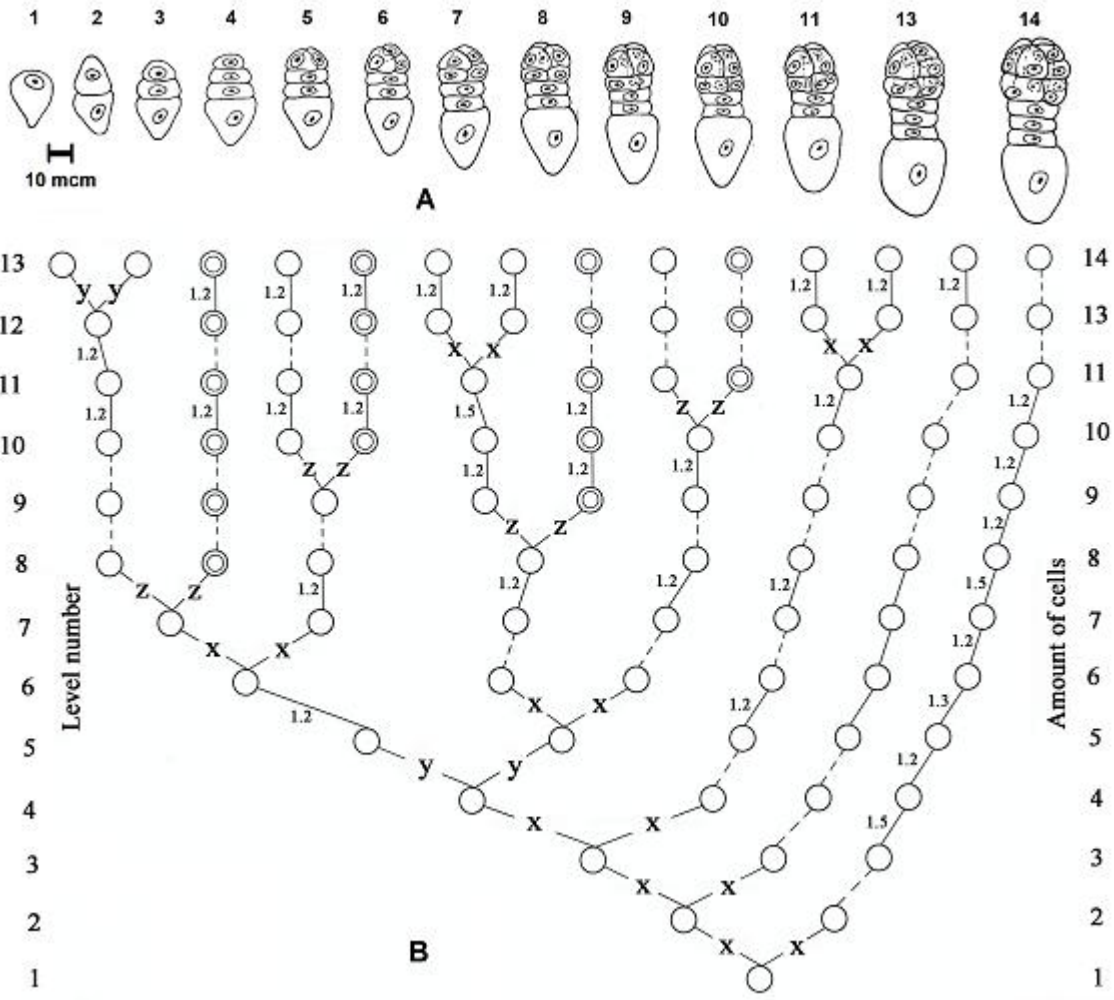 1 2 3 4 5 6 7 8 9 10 11 13 14
10 mcm
A
13 14
y y 1.2 1.2 1.2 1.2 1.2 1.2 1.2 1.2
12 13
1.2 x x x x
11 11
1.2 1.2 1.2 1.2 1.5 1.2 z z 1.2 1.2
10 10
z z 1.2 1.2 1.2 1.2
9 9
z z 1.2
8 8
z z 1.2 1.2 1.2 1.2 1.5
Level number
Amount of cells
7 7
x x 1.2
6 6
1.2 x x 1.2 1.3
5 5
y y 1.2
4 4
x x 1.5
3 3
x x
2 2
B x x
1 1